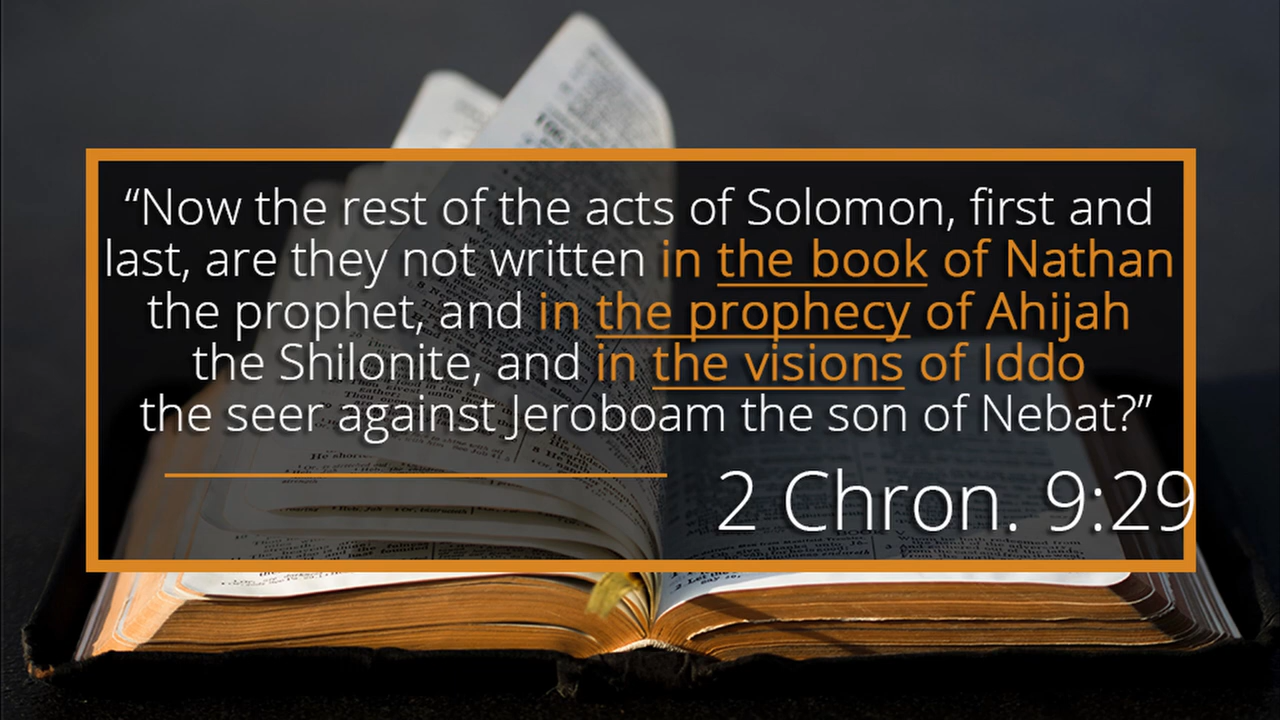 “Now the rest of the acts of Solomon, first and
last, are they not written in the book of Nathan
the prophet, and in the prophecy of Ahijah
the Shilonite, and in the visions of Iddo
the seer against Jeroboam the son of Nebat?”
2 Chron. 9:29